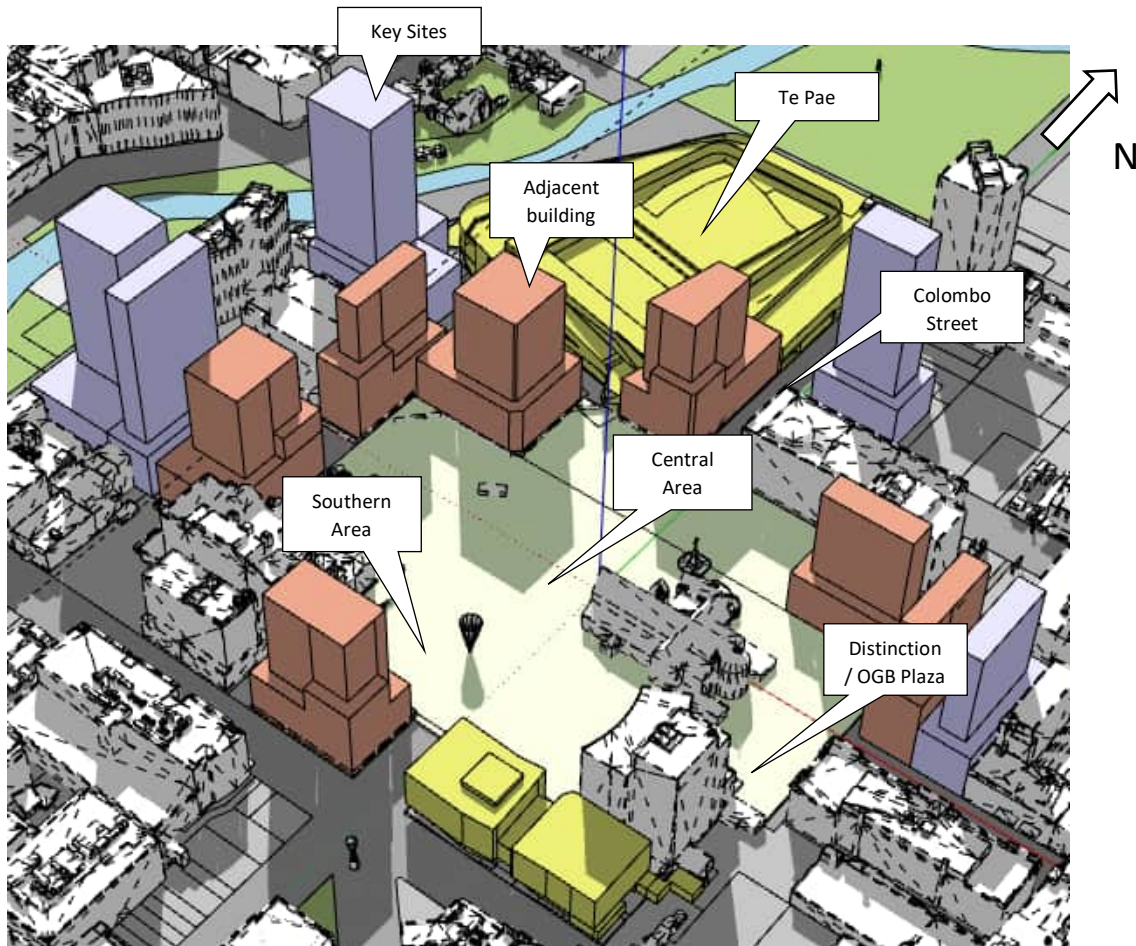 Key Sites
Te Pae
N
Adjacent
building
Colombo
Street
Central
Area
Southern
Area
Distinction
/ OGB Plaza